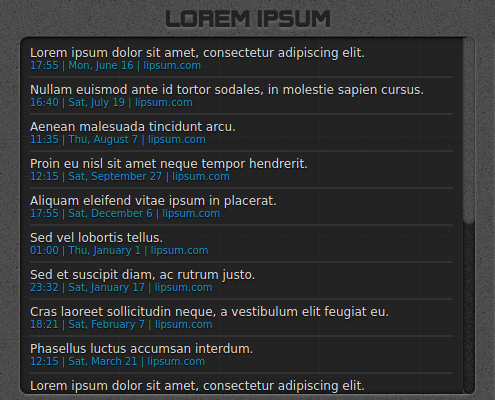 LOREM IPSUM
Lorem ipsum dolor sit amet, consectetur adipiscing elit.
17:55 | Mon, June 16 | lipsum.com
Nullam euismod ante id tortor sodales, in molestie sapien cursus.
16:40 | Sat, July 19 | lipsum.com
Aenean malesuada tincidunt arcu.
11:35 | Thu, August 7 | lipsum.com
Proin eu nisl sit amet neque tempor hendrerit.
12:15 | Sat, September 27 | lipsum.com
Aliquam eleifend vitae ipsum in placerat.
17:55 | Sat, December 6 | lipsum.com
Sed vel lobortis tellus.
01:00 | Thu, January 1 | lipsum.com
Sed et suscipit diam, ac rutrum justo.
23:32 | Sat, January 17 | lipsum.com
Cras laoreet sollicitudin neque, a vestibulum elit feugiat eu.
18:21 | Sat, February 7 | lipsum.com
Phasellus luctus accumsan interdum.
12:15 | Sat, March 21 | lipsum.com
Lorem ipsum dolor sit amet, consectetur adipiscing elit.